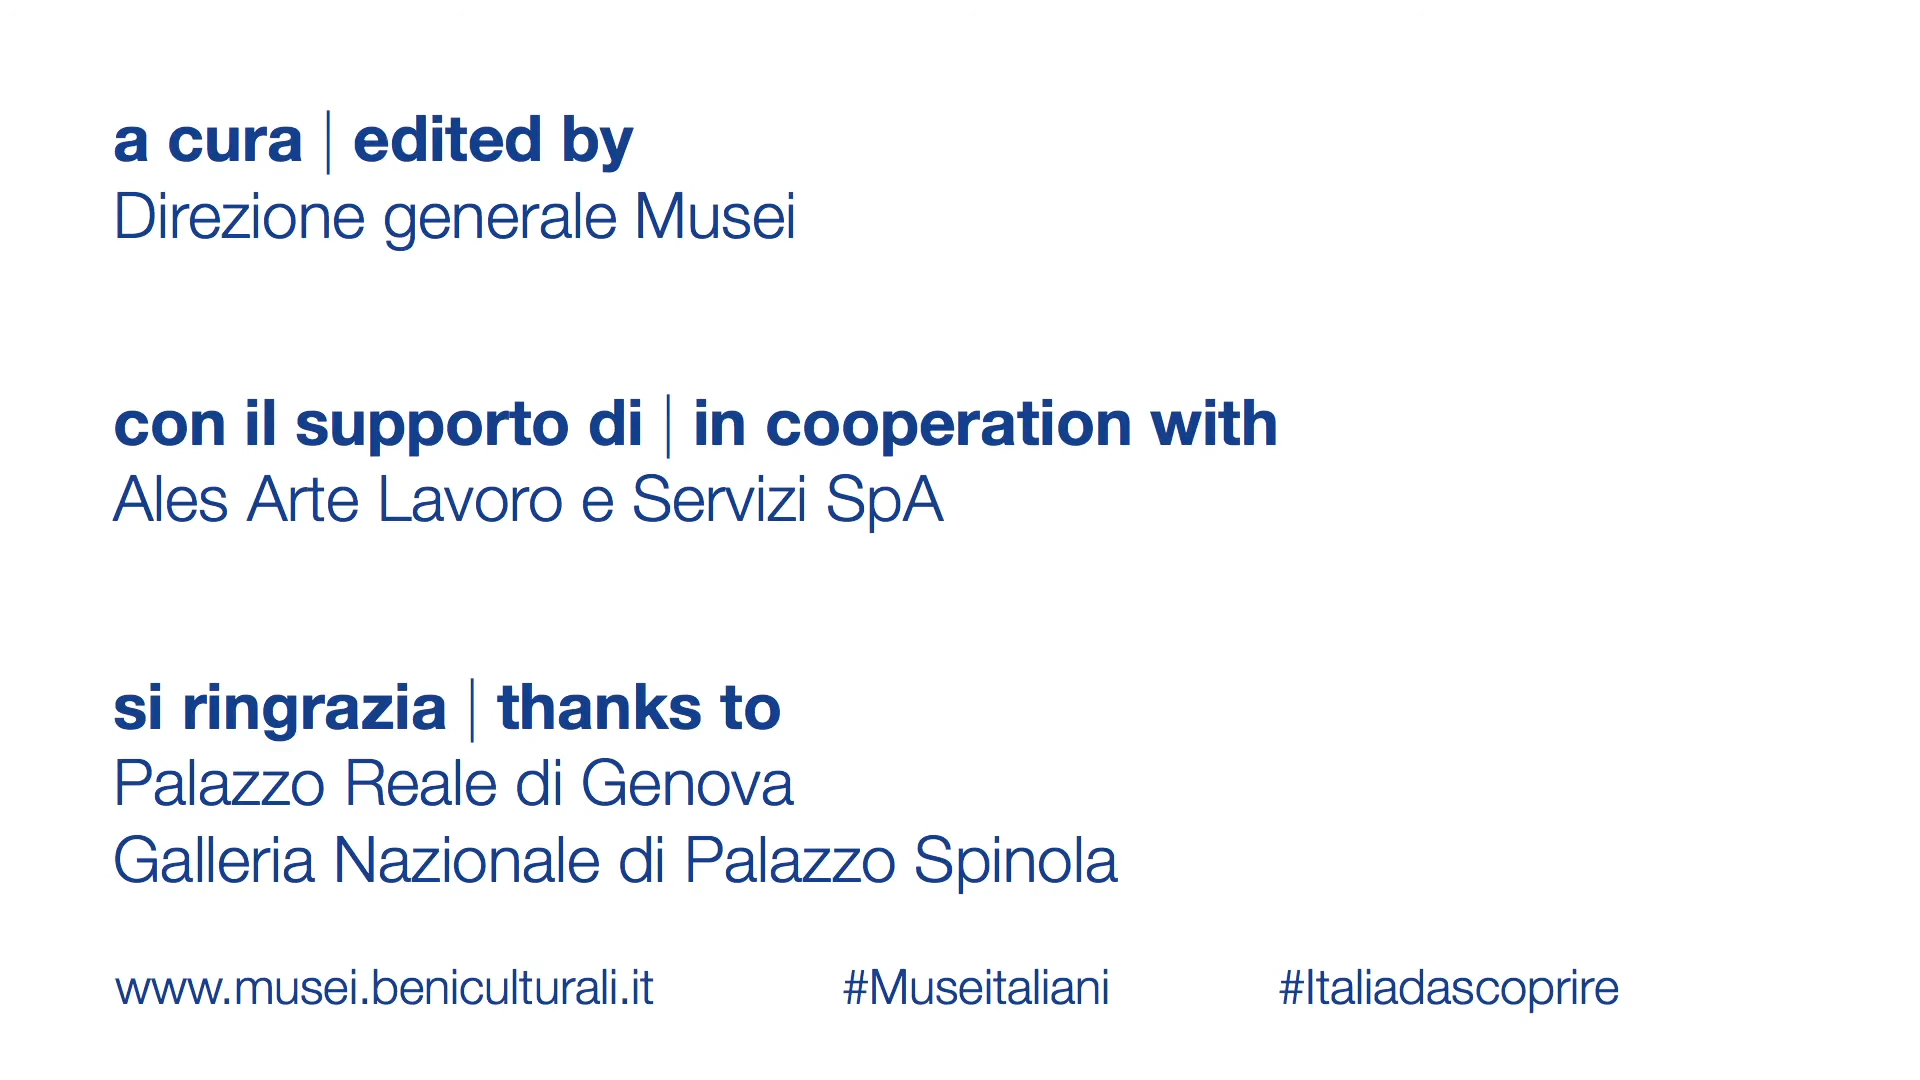 a cura | edited by
Direzione generale Musei
con il supporto di | in cooperation with
Ales Arte Lavoro e Servizi SpA
si ringrazia | thanks to
Palazzo Reale di Genova
Galleria Nazionale di Palazzo Spinola
www.musei.beniculturali.it #Museitaliani #Italiadascoprire